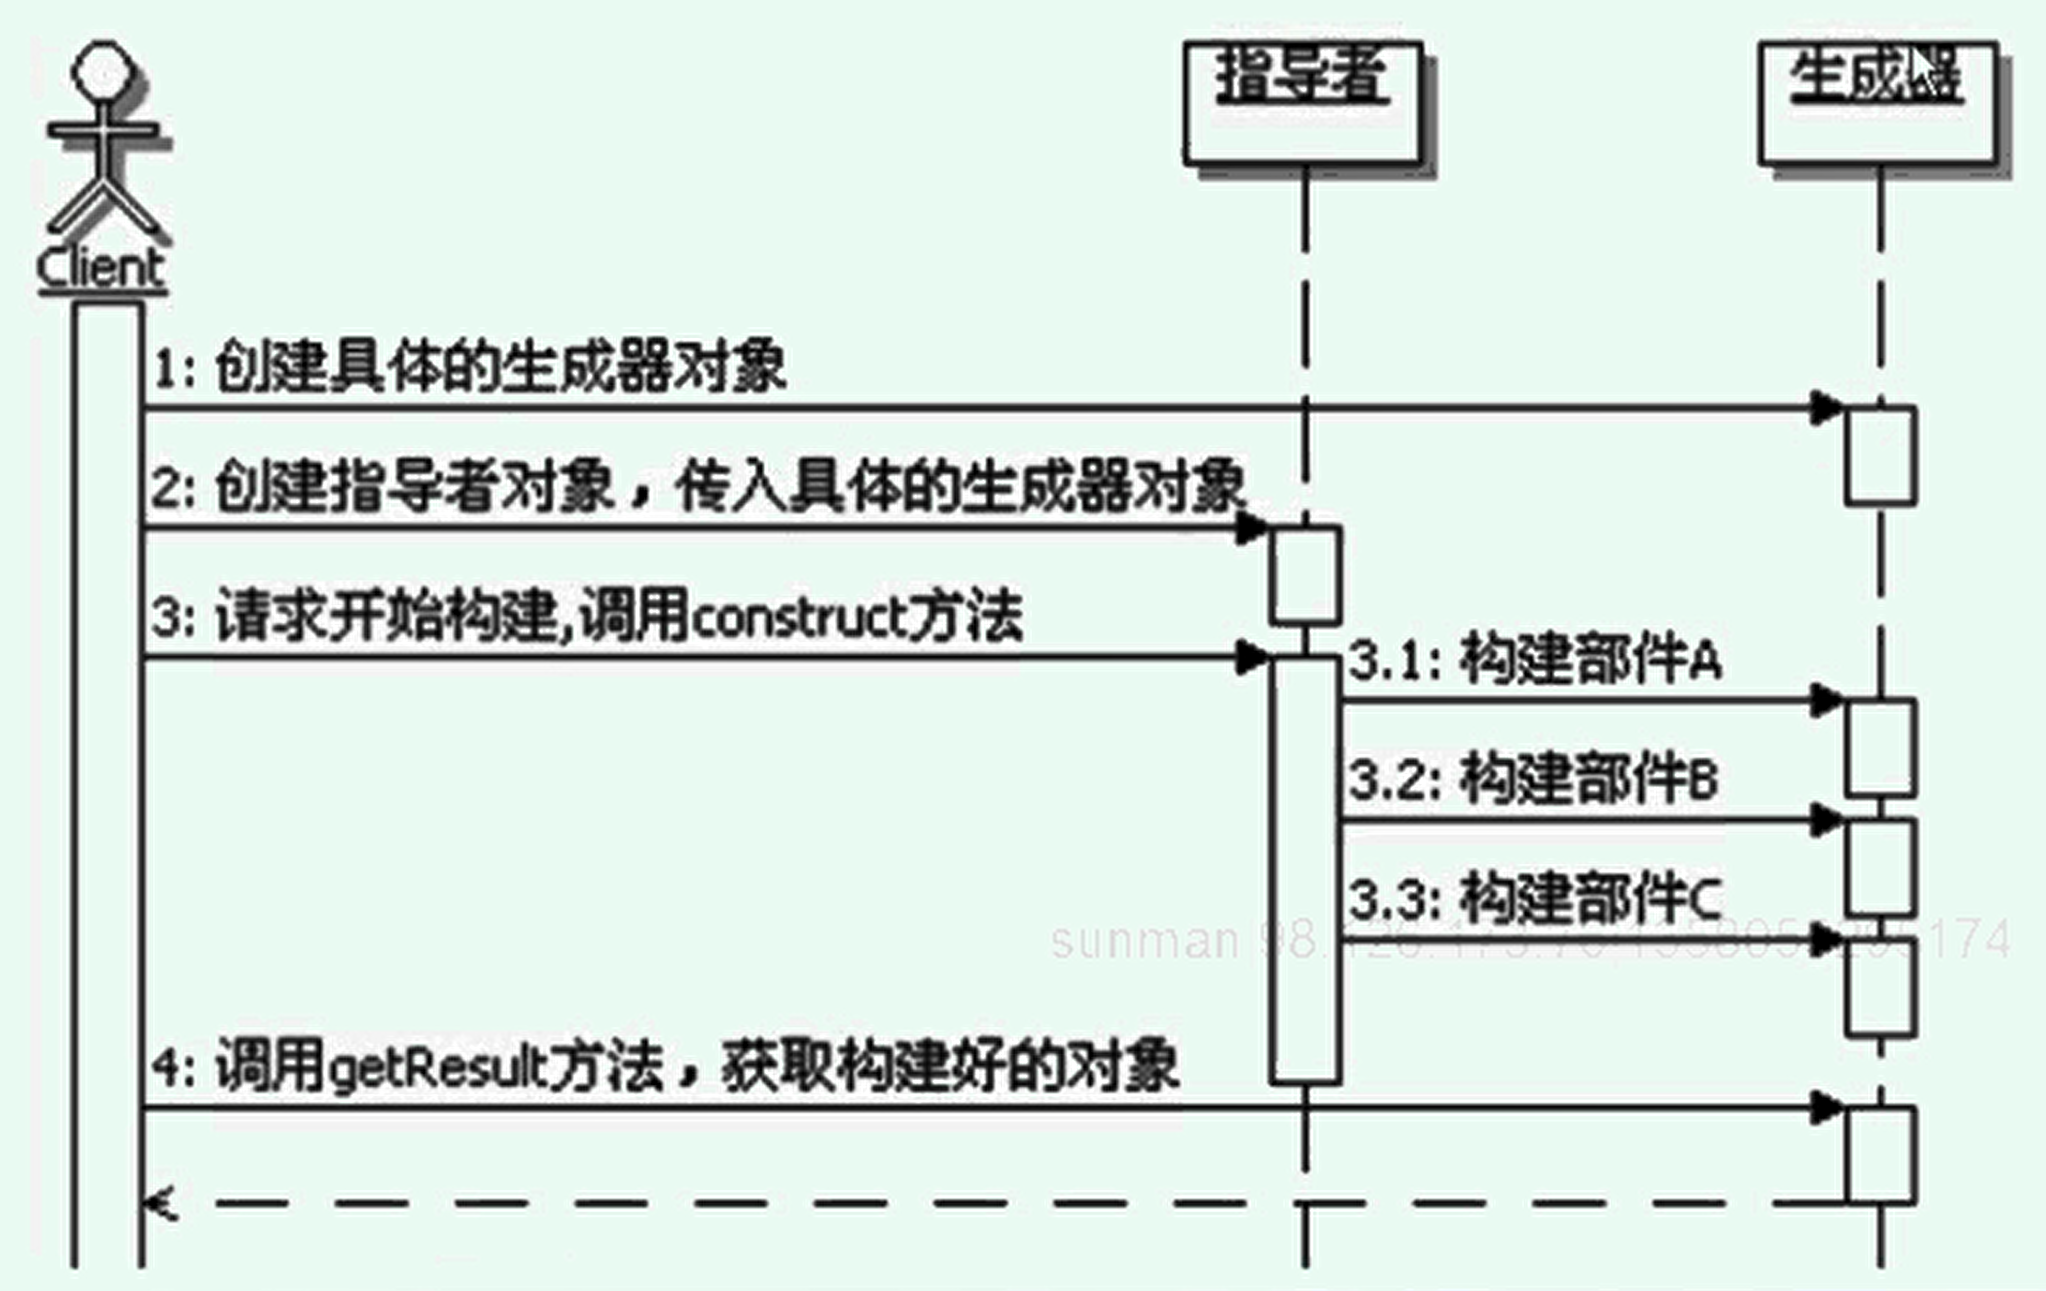 指导者
生成器
Client
1: 创建具体的生成器对象
2: 创建指导者对象，传入具体的生成器对象
3: 请求开始构建,调用construct方法
3.1: 构建部件A
3.2: 构建部件B
3.3: 构建部件C
sunman
4: 调用getResult方法，获取构建好的对象